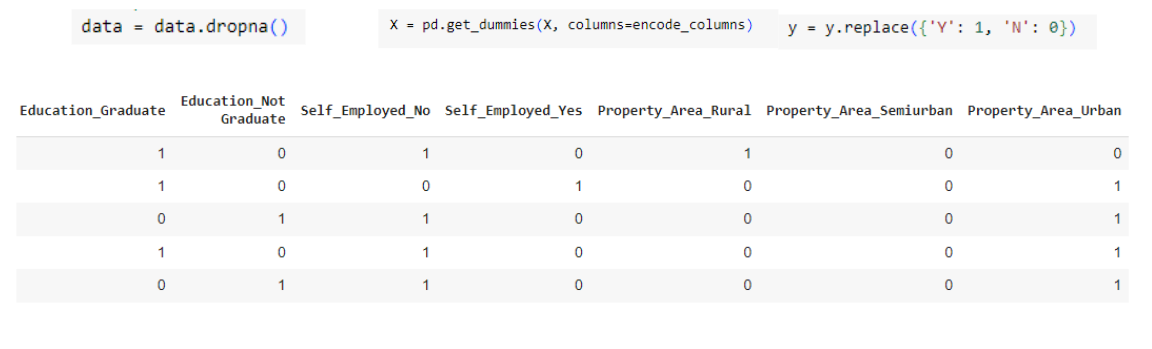 data = data.dropna()
X = pd.get_dummies(X, columns=encode_columns)
y = y.replace({'Y': 1, 'N': 0})
Education_Graduate Education_Not Graduate Self_Employed_No Self_Employed_Yes Property_Area_Rural Property_Area_Semiurban Property_Area_Urban
1 0 1 0 1 0 0
1 0 0 1 0 0 1
0 1 1 0 0 0 1
1 0 1 0 0 0 1
0 1 1 0 0 0 1